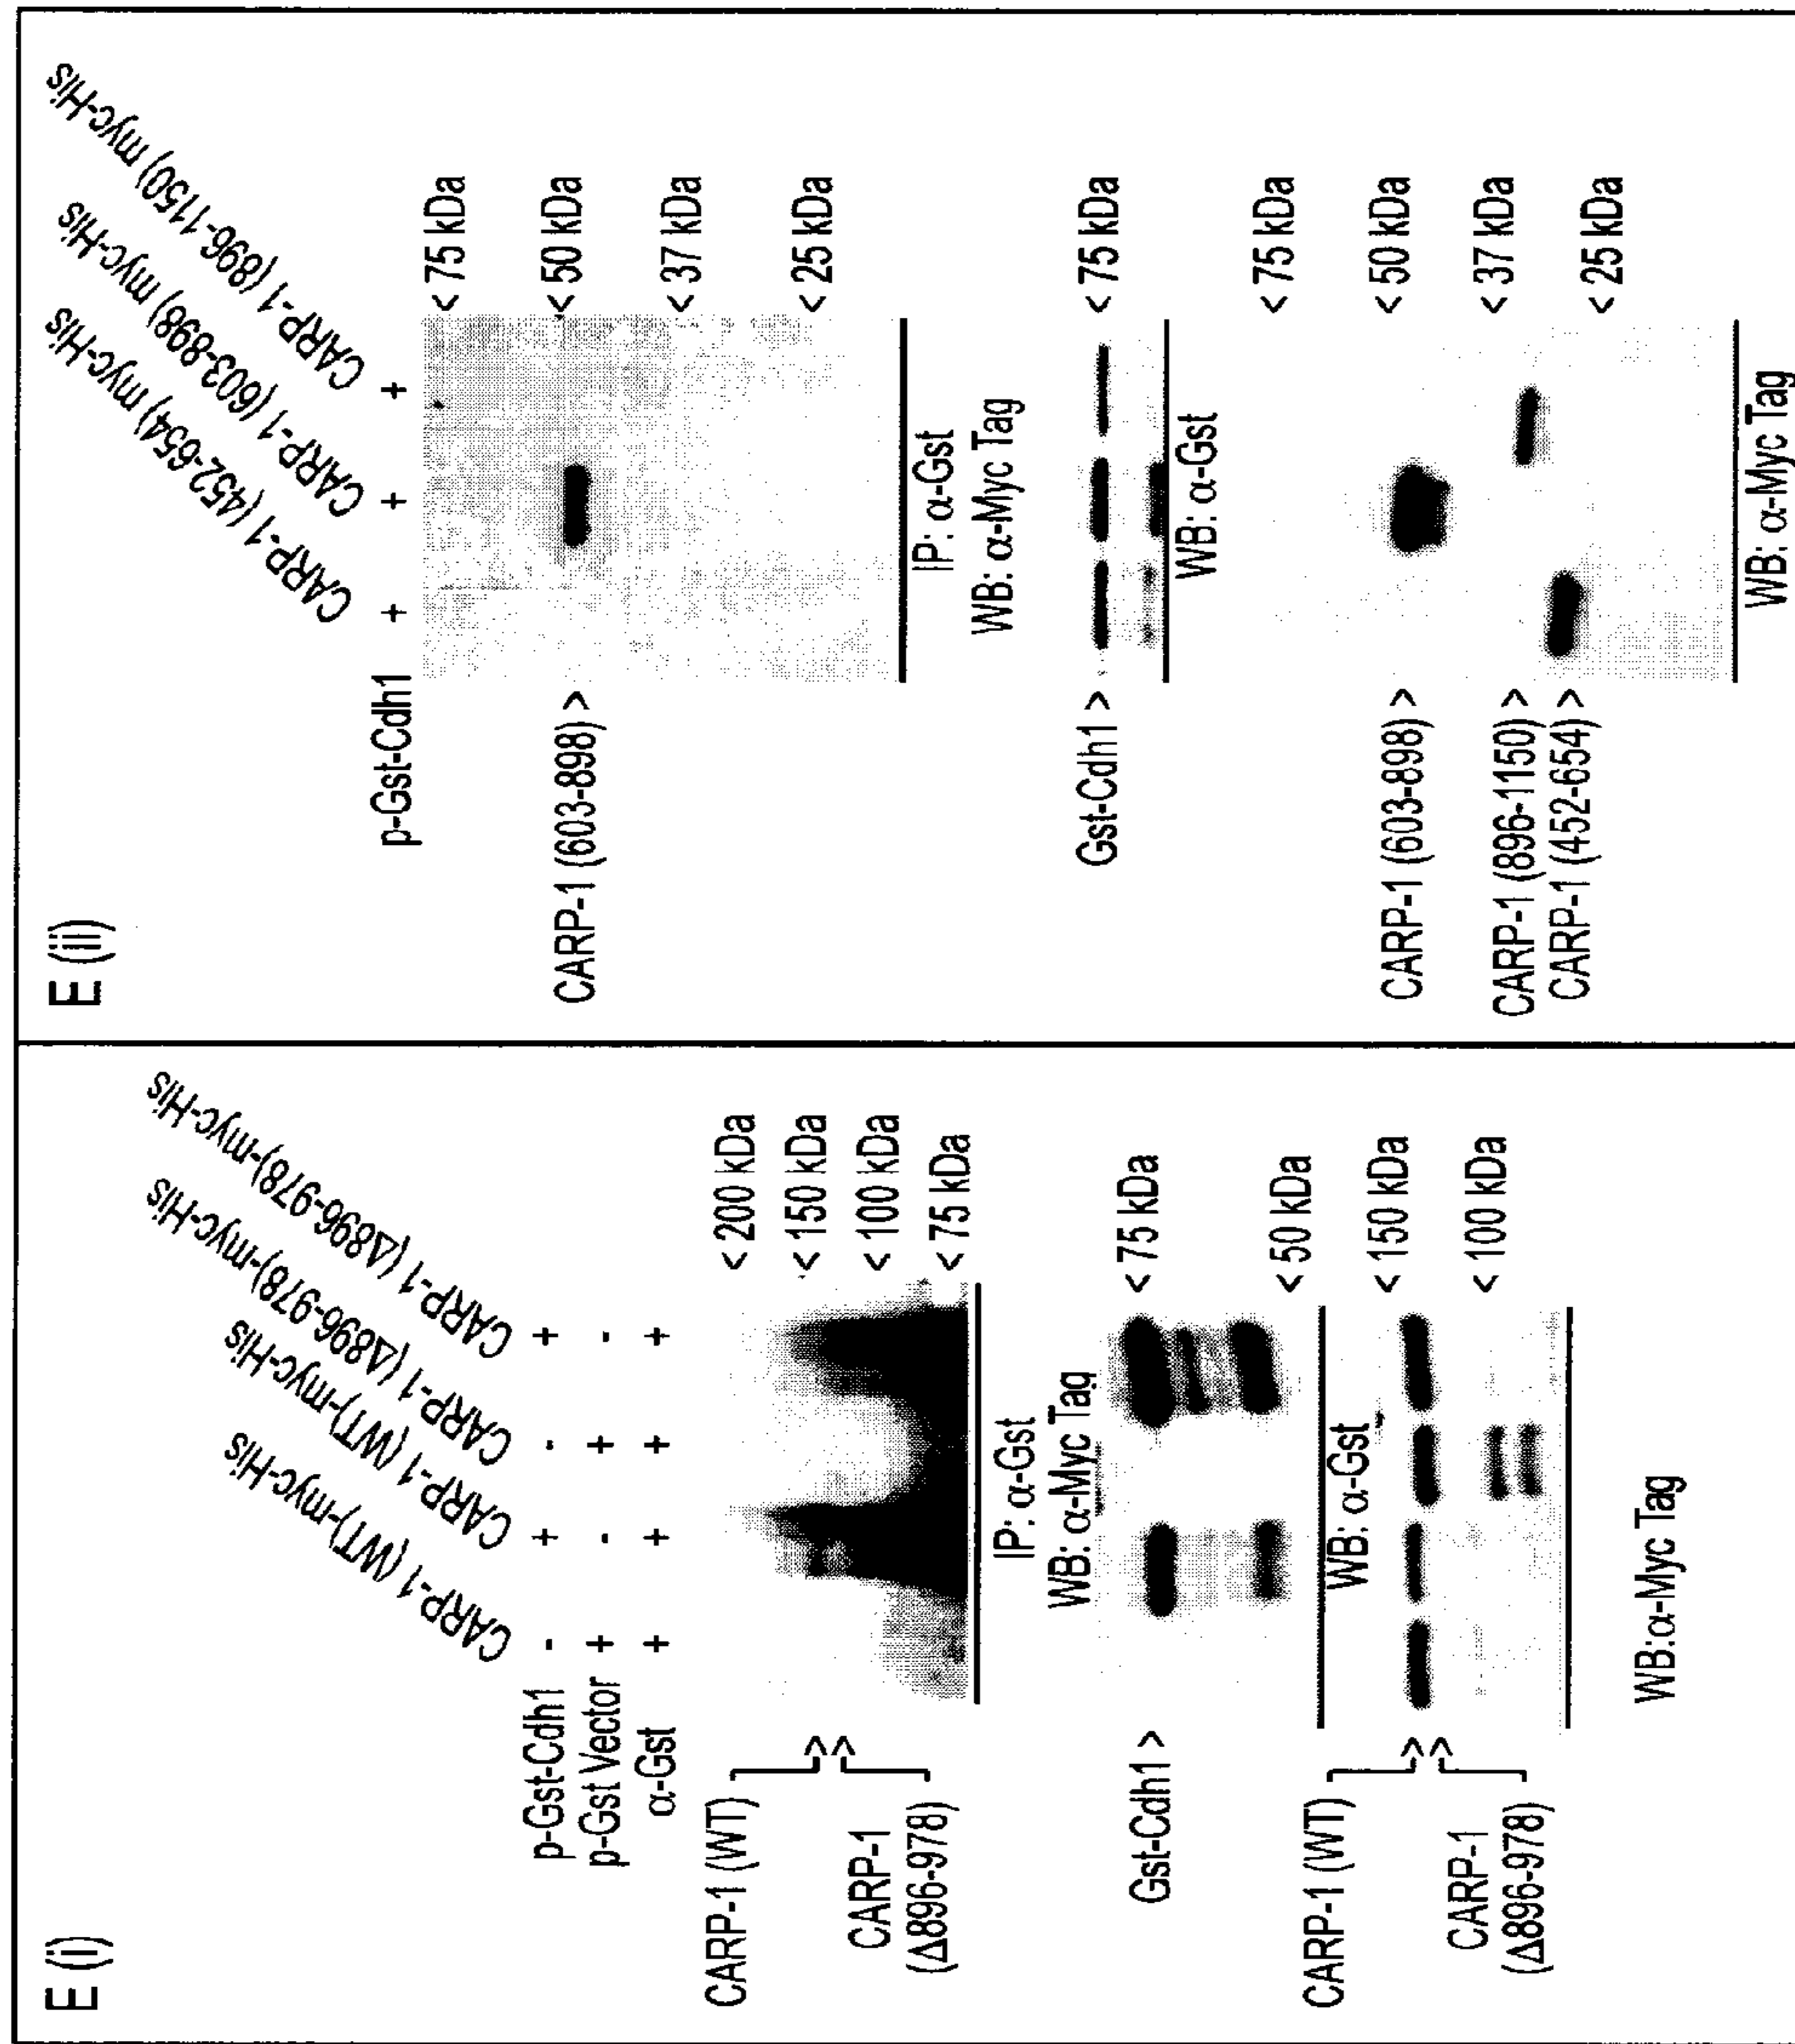 E (i)
CARP-1 (WT)-myc-His
CARP-1 (WT)-myc-His
CARP-1 (Δ896-978)-myc-His
CARP-1 (Δ896-978)-myc-His
p-Gst-Cdh1 - + - +
p-Gst Vector + - + -
α-Gst + + + +
CARP-1 (WT) >
CARP-1 >
(Δ896-978)
< 200 kDa
< 150 kDa
< 100 kDa
< 75 kDa
IP: α-Gst
WB: α-Myc Tag
Gst-Cdh1 >
< 75 kDa
< 50 kDa
WB: α-Gst
CARP-1 (WT) >
CARP-1 >
(Δ896-978)
< 150 kDa
< 100 kDa
WB:α-Myc Tag
E (ii)
CARP-1 (452-654) myc-His
CARP-1 (603-898) myc-His
CARP-1 (896-1150) myc-His
p-Gst-Cdh1 + + +
CARP-1 (603-898) >
< 75 kDa
< 50 kDa
< 37 kDa
< 25 kDa
IP: α-Gst
WB: α-Myc Tag
Gst-Cdh1 >
< 75 kDa
WB: α-Gst
CARP-1 (603-898) >
CARP-1 (896-1150) >
CARP-1 (452-654) >
< 75 kDa
< 50 kDa
< 37 kDa
< 25 kDa
WB: α-Myc Tag